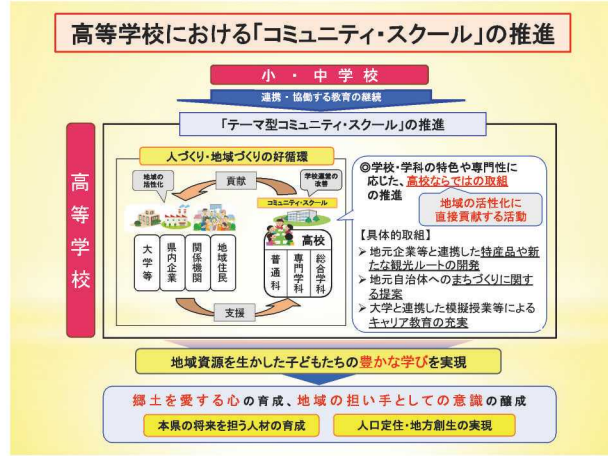 高等学校における「コミュニティ・スクール」の推進
小・中学校
連携・協働する教育の継続
高等学校
「テーマ型コミュニティ・スクール」の推進
人づくり・地域づくりの好循環
地域の
活性化
貢献
学校運営の
改善
コミュニティ・スクール
大学等
県内企業
関係機関
地域住民
高校
普通科
専門学科
総合学科
支援
◎学校・学科の特色や専門性に
応じた、高校ならではの取組
の推進
地域の活性化に
直接貢献する活動
【具体的取組】
➢ 地元企業等と連携した特産品や新
たな観光ルートの開発
➢ 地元自治体へのまちづくりに関す
る提案
➢ 大学と連携した模擬授業等による
キャリア教育の充実
地域資源を生かした子どもたちの豊かな学びを実現
郷土を愛する心の育成、地域の担い手としての意識の醸成
本県の将来を担う人材の育成
人口定住・地方創生の実現